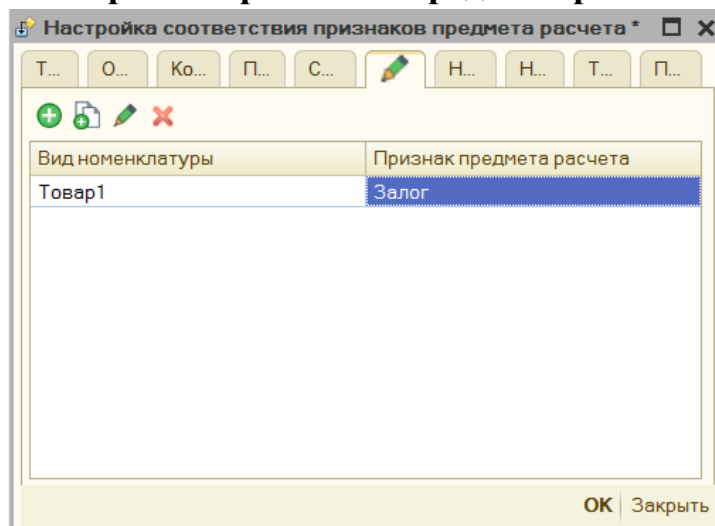 Настройка соответствия признаков предмета расчета *
Т... О... Ко... П... С... Н... Н... Т... П...
Вид номенклатуры Признак предмета расчета
Товар1 Залог
ОК Закрыть